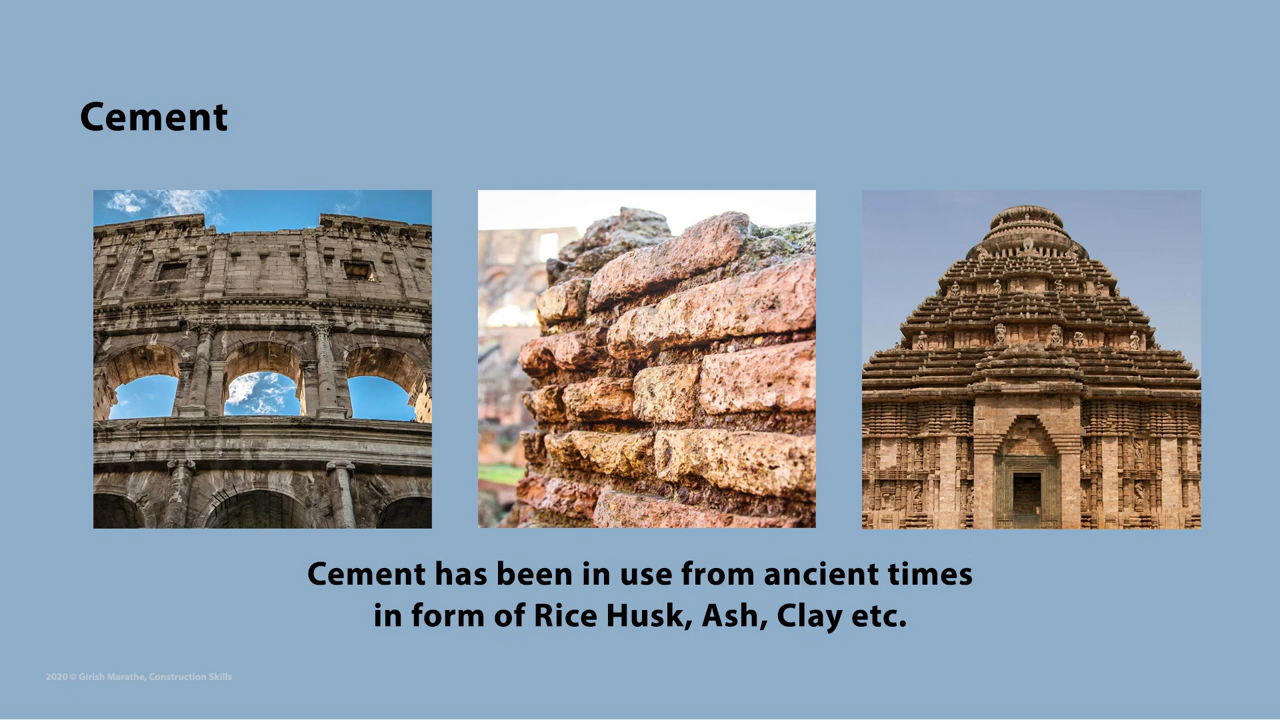 Cement
Cement has been in use from ancient times
in form of Rice Husk, Ash, Clay etc.
2020 © Girish Marathe, Construction Skills